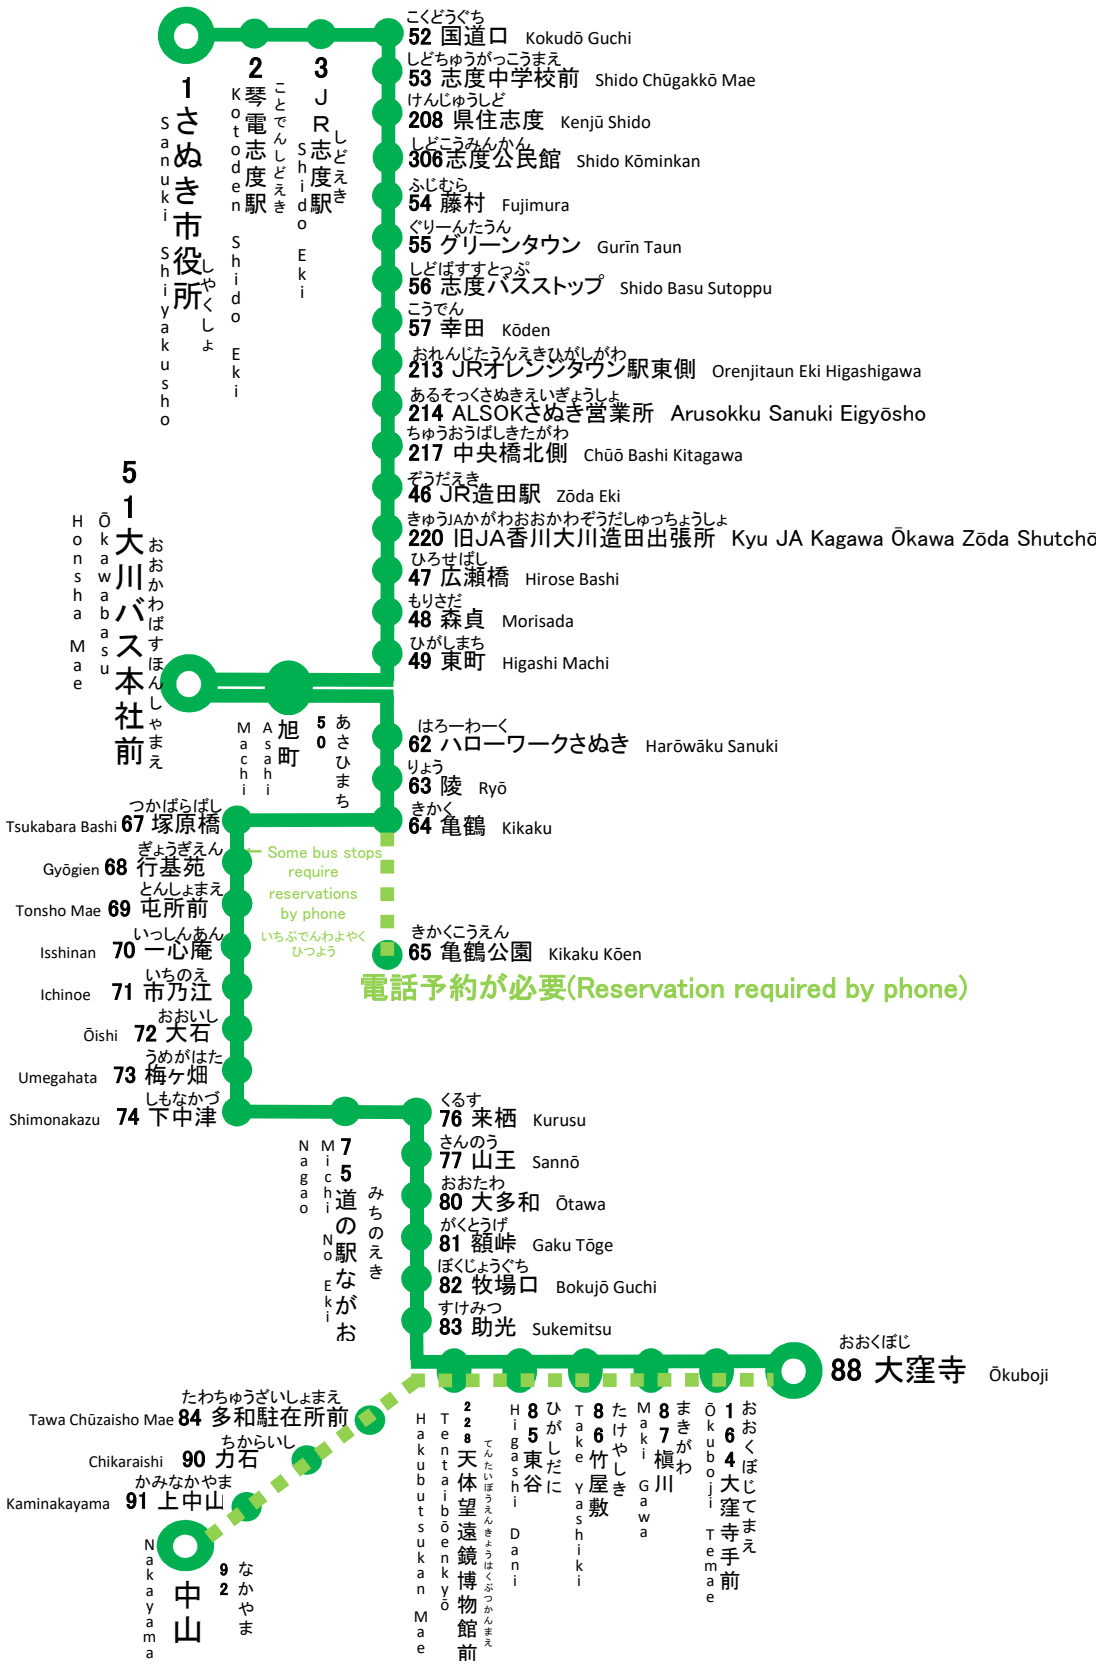 1さぬき市役所
しやくしょ
Sanuki Shiyakusho
2琴電志度駅
ことでんしどえき
Kotoden Shido Eki
3JR志度駅
しどえき
Shido Eki
こくどうぐち
52 国道口 Kokudō Guchi
しどちゅうがっこうまえ
53 志度中学校前 Shido Chūgakkō Mae
けんじゅうしど
208 県住志度 Kenjū Shido
しどこうみんかん
306志度公民館 Shido Kōminkan
ふじむら
54 藤村 Fujimura
ぐりーんたうん
55 グリーンタウン Gurīn Taun
しどばすすとっぷ
56 志度バスストップ Shido Basu Sutoppu
こうでん
57 幸田 Kōden
おれんじたうんえきひがしがわ
213 JRオレンジタウン駅東側 Orenjitaun Eki Higashigawa
あるそっくさぬきえいぎょうしょ
214 ALSOKさぬき営業所 Arusokku Sanuki Eigyōsho
ちゅうおうばしきたがわ
217 中央橋北側 Chūō Bashi Kitagawa
ぞうだえき
46 JR造田駅 Zōda Eki
きゅうJAかがわおおかわぞうだしゅっちょうしょ
220 旧JA香川大川造田出張所 Kyu JA Kagawa Ōkawa Zōda Shutchō
ひろせばし
47 広瀬橋 Hirose Bashi
もりさだ
48 森貞 Morisada
ひがしまち
49 東町 Higashi Machi
51大川バス本社前
おおかわばすほんしゃまえ
Ōkawabasu
Honsha Mae
あさひまち
50
旭町
Asahi
Machi
はろーわーく
62 ハローワークさぬき Harōwāku Sanuki
りょう
63 陵 Ryō
きかく
64 亀鶴 Kikaku
つかばらばし
Tsukabara Bashi 67 塚原橋
ぎょうぎえん
Gyōgien 68 行基苑
とんしょまえ
Tonsho Mae 69 屯所前
いっしんあん
Isshinan 70 一心庵
いちのえ
Ichinoe 71 市乃江
おおいし
Ōishi 72 大石
うめがはた
Umegahata 73 梅ヶ畑
しもなかづ
Shimonakazu 74 下中津
← Some bus stops
require
reservations
by phone
いちぶでんわよやく
ひつよう
きかくこうえん
65 亀鶴公園 Kikaku Kōen
電話予約が必要(Reservation required by phone)
75道の駅ながお
みちのえき
Michi No Eki
Nagao
くるす
76 来栖 Kurusu
さんのう
77 山王 Sannō
おおたわ
80 大多和 Ōtawa
がくとうげ
81 額峠 Gaku Tōge
ぼくじょうぐち
82 牧場口 Bokujō Guchi
すけみつ
83 助光 Sukemitsu
おおくぼじ
88 大窪寺 Ōkuboji
たわちゅうざいしょまえ
Tawa Chūzaisho Mae 84 多和駐在所前
ちからいし
Chikaraishi 90 力石
かみなかやま
Kaminakayama 91 上中山
なかやま
92
中山
Nakayama
228天体望遠鏡博物館前
てんたいぼうえんきょうはくぶつかんまえ
Tentaibōenkyō
Hakubutsukan Mae
ひがしだに
85東谷
Higashi Dani
たけやしき
86竹屋敷
Take Yashiki
まきがわ
87槇川
Maki Gawa
おおくぼじてまえ
164大窪寺手前
Ōkuboji Temae